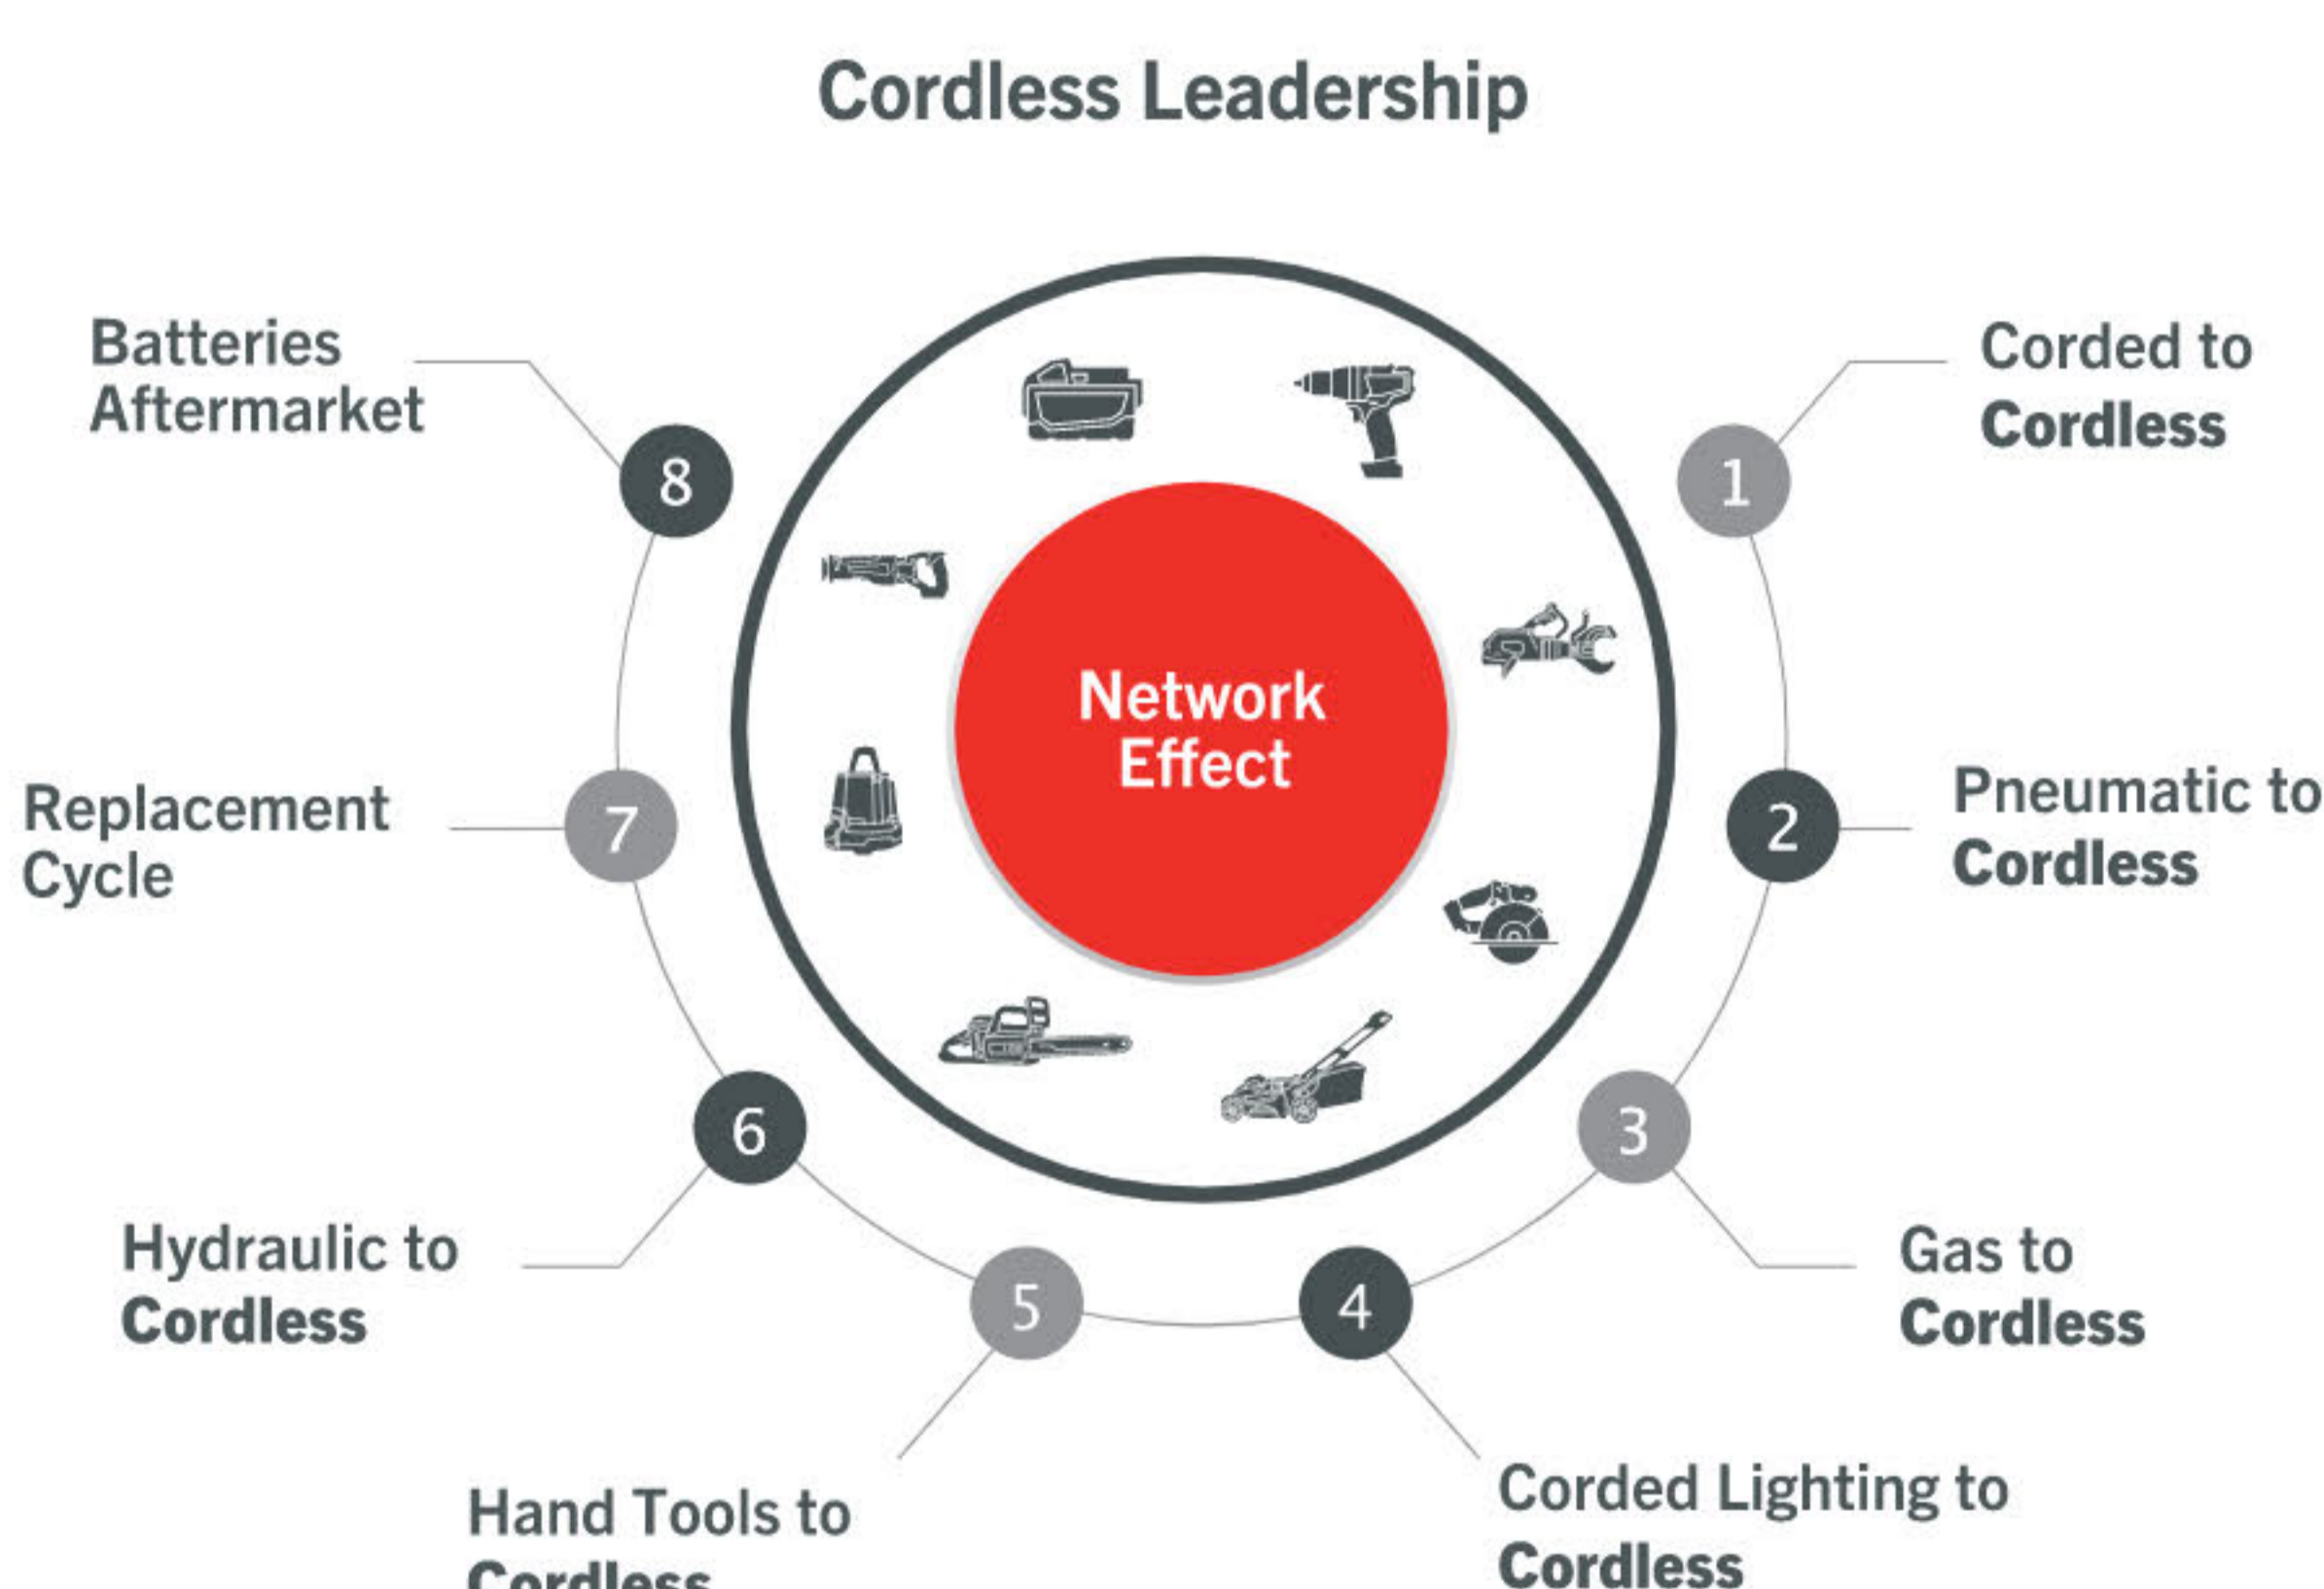 Cordless Leadership
Corded to
Cordless
1
Pneumatic to
Cordless
2
Gas to
Cordless
3
Corded Lighting to
Cordless
4
Hand Tools to
Cordless
5
Hydraulic to
Cordless
6
Replacement
Cycle
7
Batteries
Aftermarket
8
Network
Effect